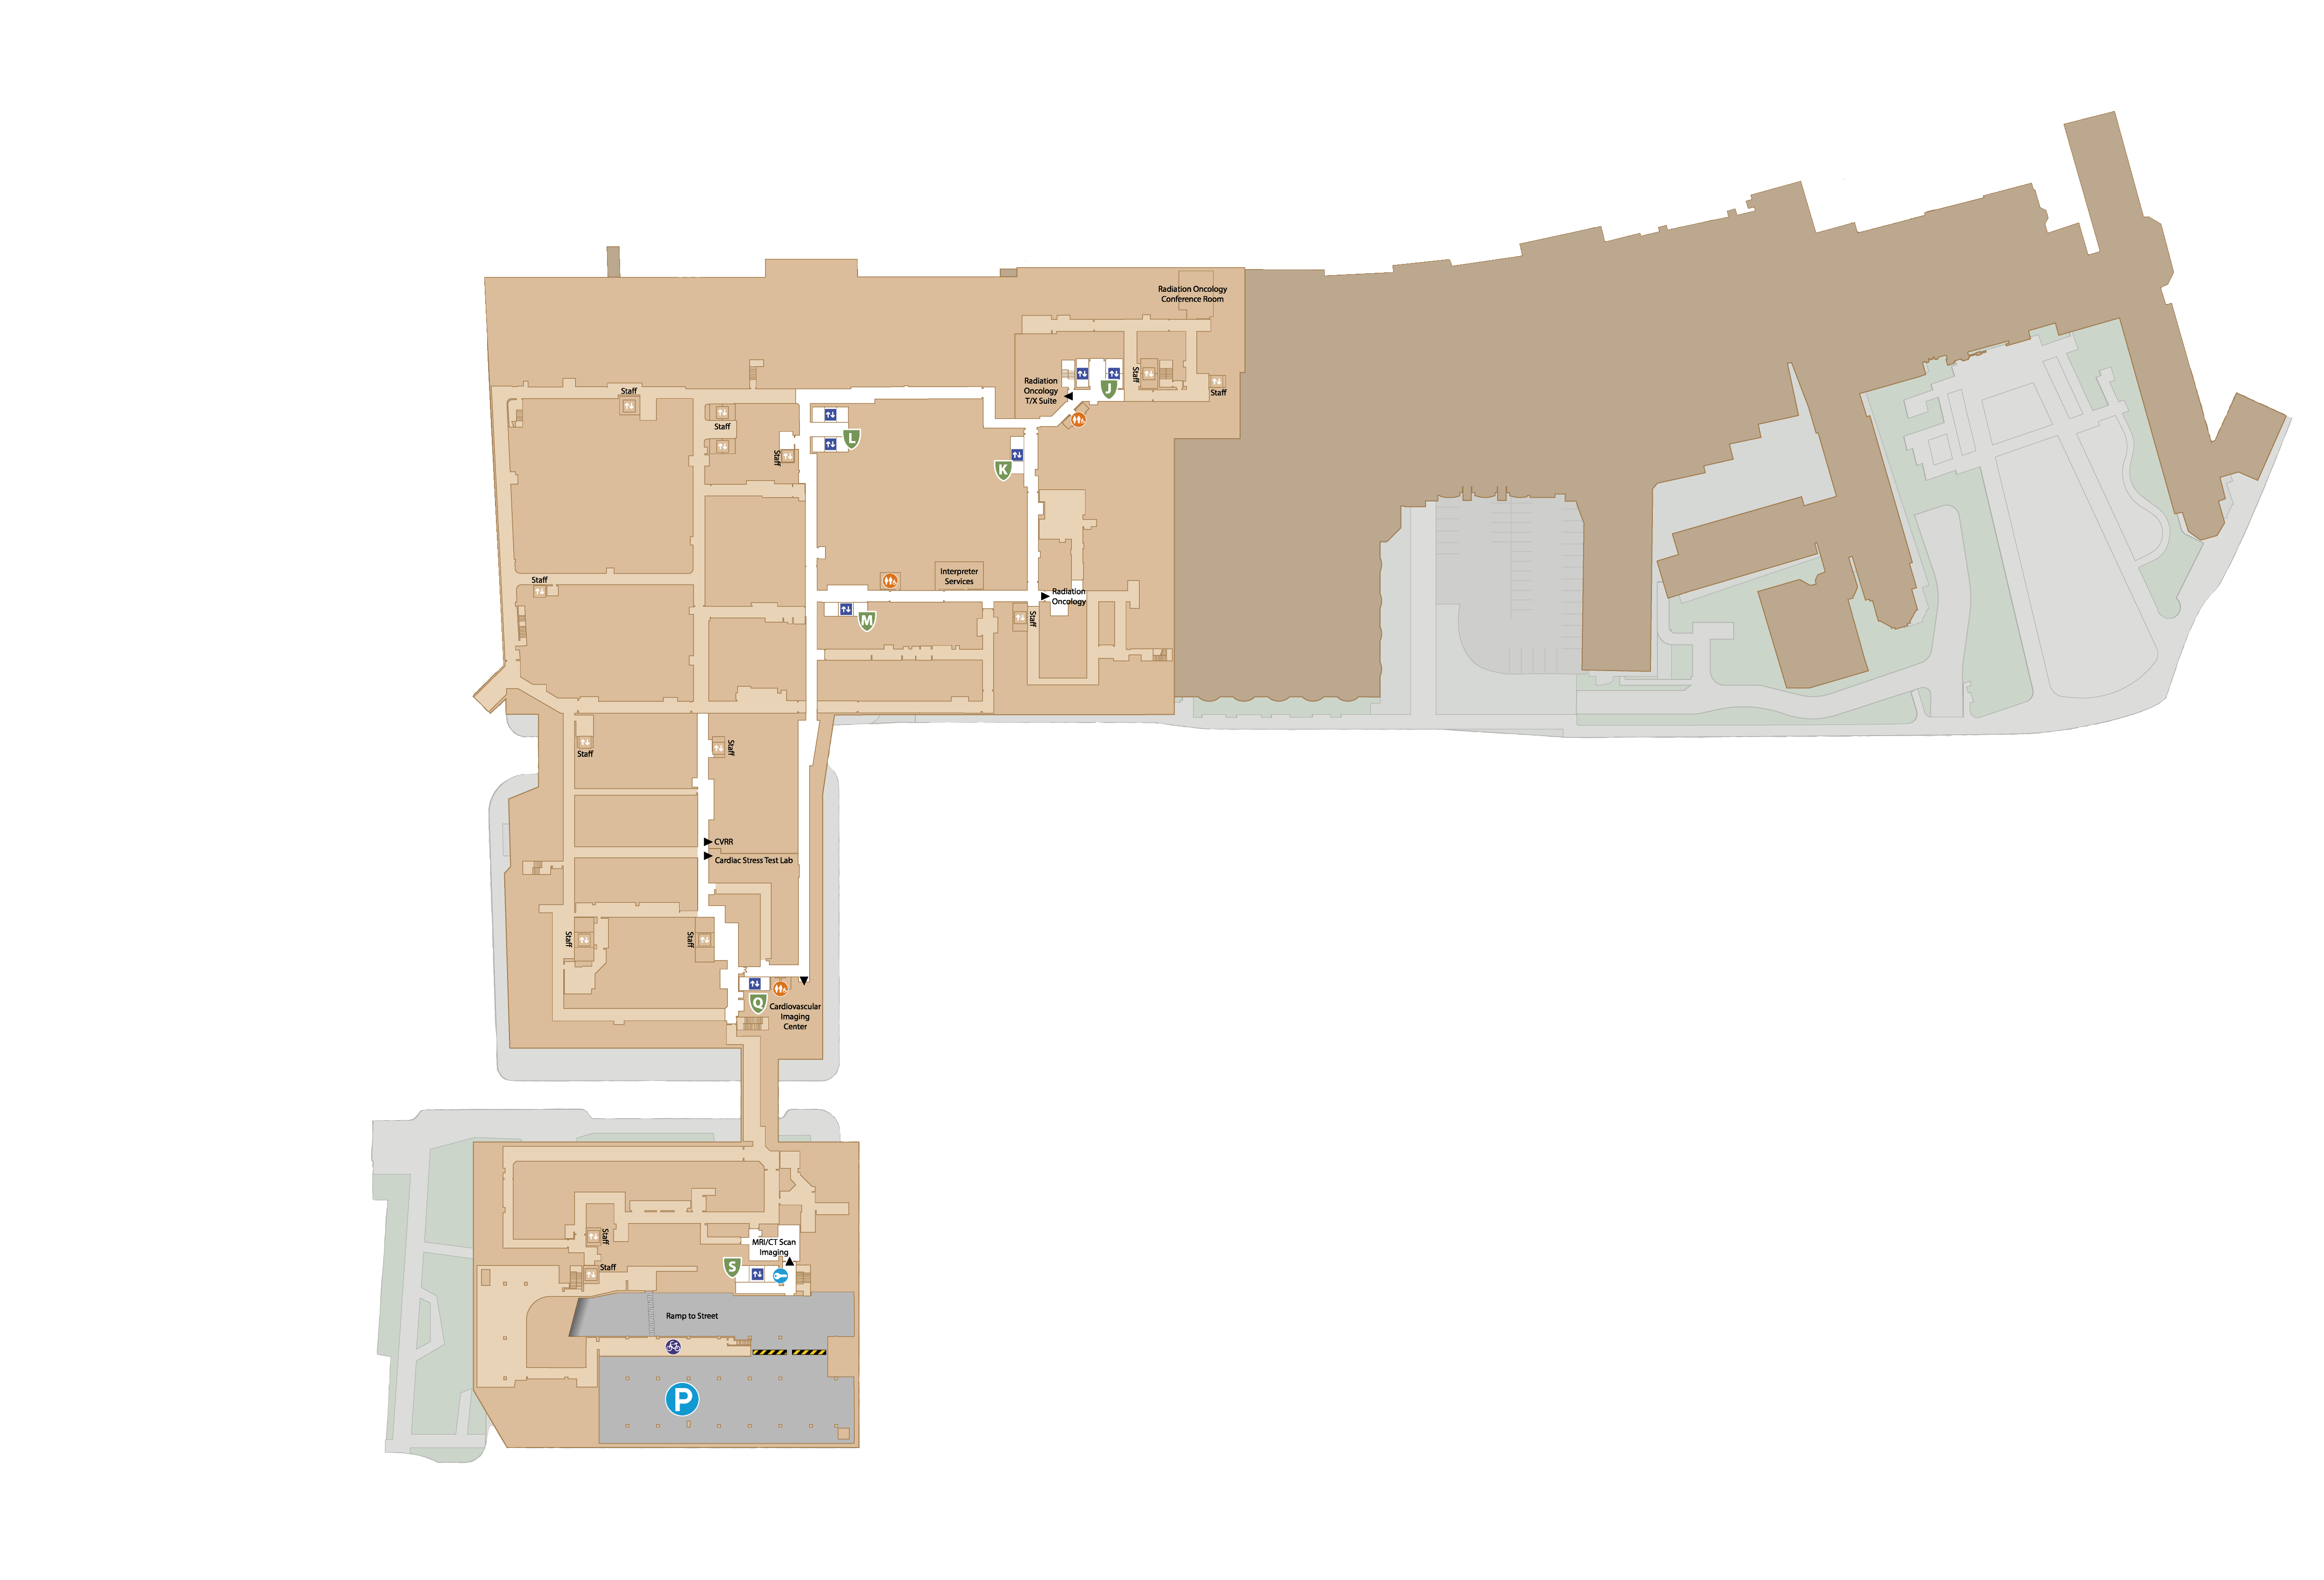 Radiation Oncology
Conference Room
Staff
J
Staff
Staff
Radiation
Oncology
T/X Suite
Staff
L
Staff
K
Interpreter
Services
Staff
Radiation
Oncology
M
Staff
Staff
Staff
CVRR
Cardiac Stress Test Lab
Staff
Staff
Q
Cardiovascular
Imaging
Center
Staff
MRI/CT Scan
Imaging
S
Staff
Ramp to Street
P